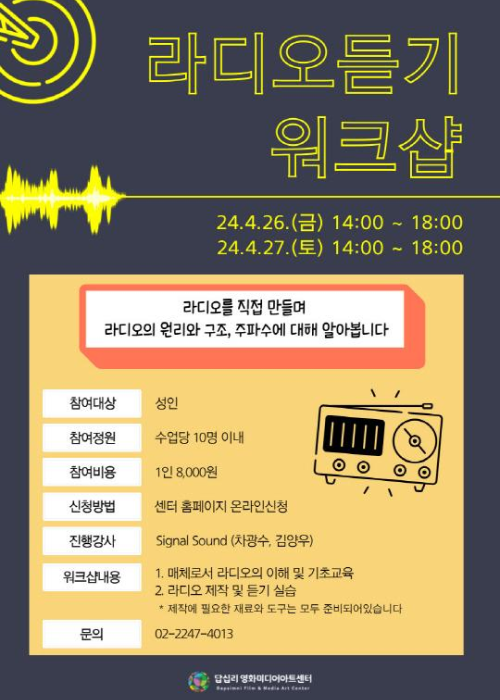 라디오듣기
워크샵
24.4.26.(금) 14:00 ~ 18:00
24.4.27.(토) 14:00 ~ 18:00
라디오를 직접 만들며
라디오의 원리와 구조, 주파수에 대해 알아봅니다
참여대상 성인
참여정원 수업당 10명 이내
참여비용 1인 8,000원
신청방법 센터 홈페이지 온라인신청
진행강사 Signal Sound (차광수, 김양우)
워크샵내용 1. 매체로서 라디오의 이해 및 기초교육
2. 라디오 제작 및 듣기 실습
* 제작에 필요한 재료와 도구는 모두 준비되어있습니다
문의 02-2247-4013
답십리 영화미디어아트센터
Dapsimni Film & Media Art Center